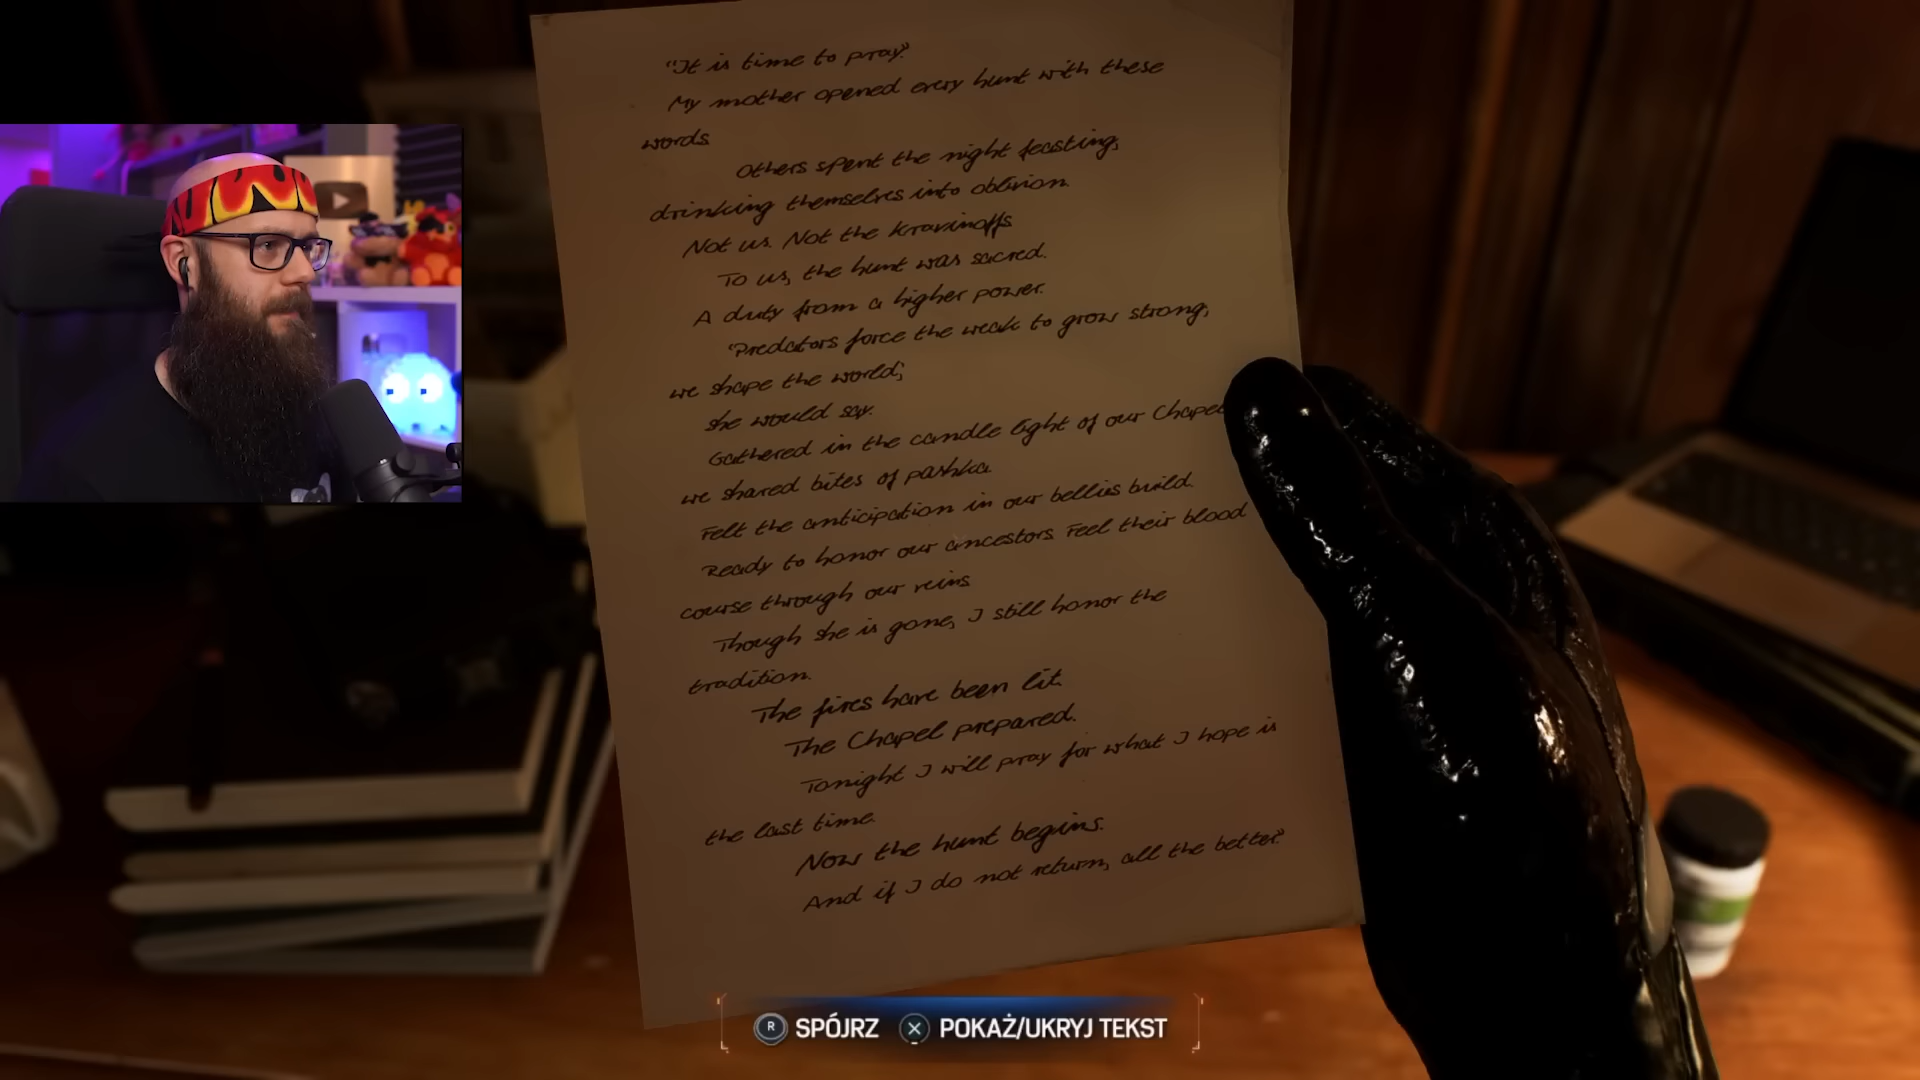 "It is time to pray"
My mother opened every hunt with these
words.
Others spent the night feasting,
drinking themselves into oblivion.
Not us. Not the Kravinoffs
To us, the hunt was sacred.
A duty from a higher power.
'Predators force the weak to grow strong,
we shape the world,'
she would say.
Gathered in the candle light of our Chapel
we shared bites of pashka.
Felt the anticipation in our bellies build.
Ready to honor our ancestors. Feel their blood
course through our veins
Though she is gone, I still honor the
tradition.
The fires have been lit.
The Chapel prepared.
Tonight I will pray for what I hope is
the last time.
Now the hunt begins.
And if I do not return, all the better."
R SPÓJRZ X POKAŻ/UKRYJ TEKST